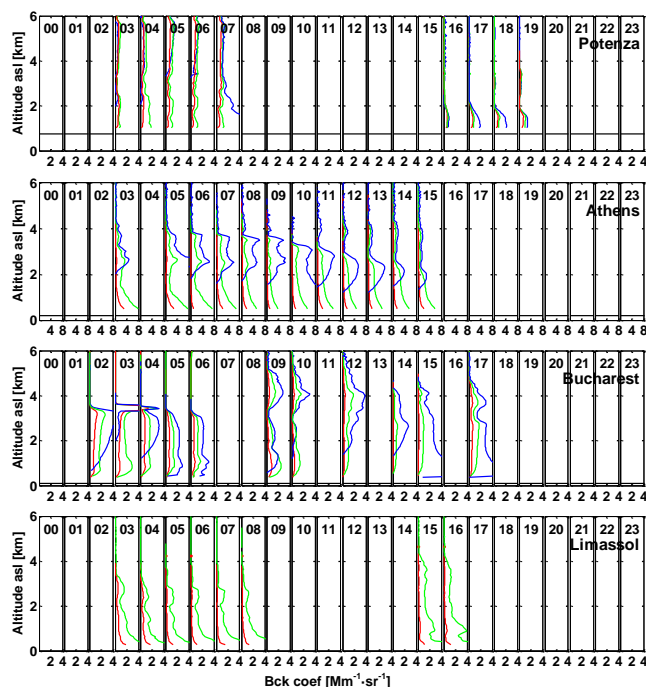 6
00 01 02 03 04 05 06 07 08 09 10 11 12 13 14 15 16 17 18 19 20 21 22 23
Potenza
Altitude asl [km]
4
2
0
2 4 2 4 2 4 2 4 2 4 2 4 2 4 2 4 2 4 2 4 2 4 2 4 2 4 2 4 2 4 2 4 2 4 2 4 2 4 2 4 2 4 2 4 2 4 2 4
6
00 01 02 03 04 05 06 07 08 09 10 11 12 13 14 15 16 17 18 19 20 21 22 23
Athens
Altitude asl [km]
4
2
0
4 8 4 8 4 8 4 8 4 8 4 8 4 8 4 8 4 8 4 8 4 8 4 8 4 8 4 8 4 8 4 8 4 8 4 8 4 8 4 8 4 8 4 8 4 8 4 8
6
00 01 02 03 04 05 06 07 08 09 10 11 12 13 14 15 16 17 18 19 20 21 22 23
Bucharest
Altitude asl [km]
4
2
0
2 4 2 4 2 4 2 4 2 4 2 4 2 4 2 4 2 4 2 4 2 4 2 4 2 4 2 4 2 4 2 4 2 4 2 4 2 4 2 4 2 4 2 4 2 4 2 4
6
00 01 02 03 04 05 06 07 08 09 10 11 12 13 14 15 16 17 18 19 20 21 22 23
Limassol
Altitude asl [km]
4
2
0
2 4 2 4 2 4 2 4 2 4 2 4 2 4 2 4 2 4 2 4 2 4 2 4 2 4 2 4 2 4 2 4 2 4 2 4 2 4 2 4 2 4 2 4 2 4 2 4
Bck coef [Mm⁻¹·sr⁻¹]